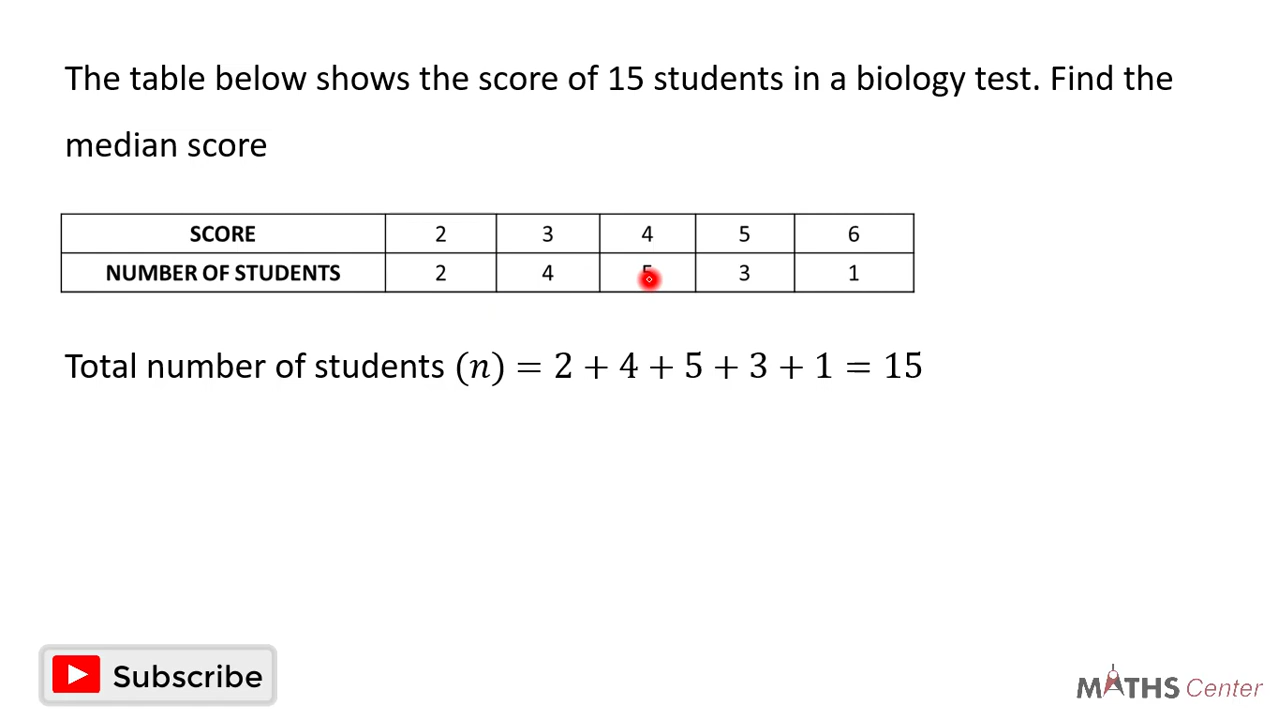 The table below shows the score of 15 students in a biology test. Find the
median score
SCORE 2 3 4 5 6
NUMBER OF STUDENTS 2 4 5 3 1
Total number of students (𝑛) = 2 + 4 + 5 + 3 + 1 = 15
Subscribe
MATHS Center